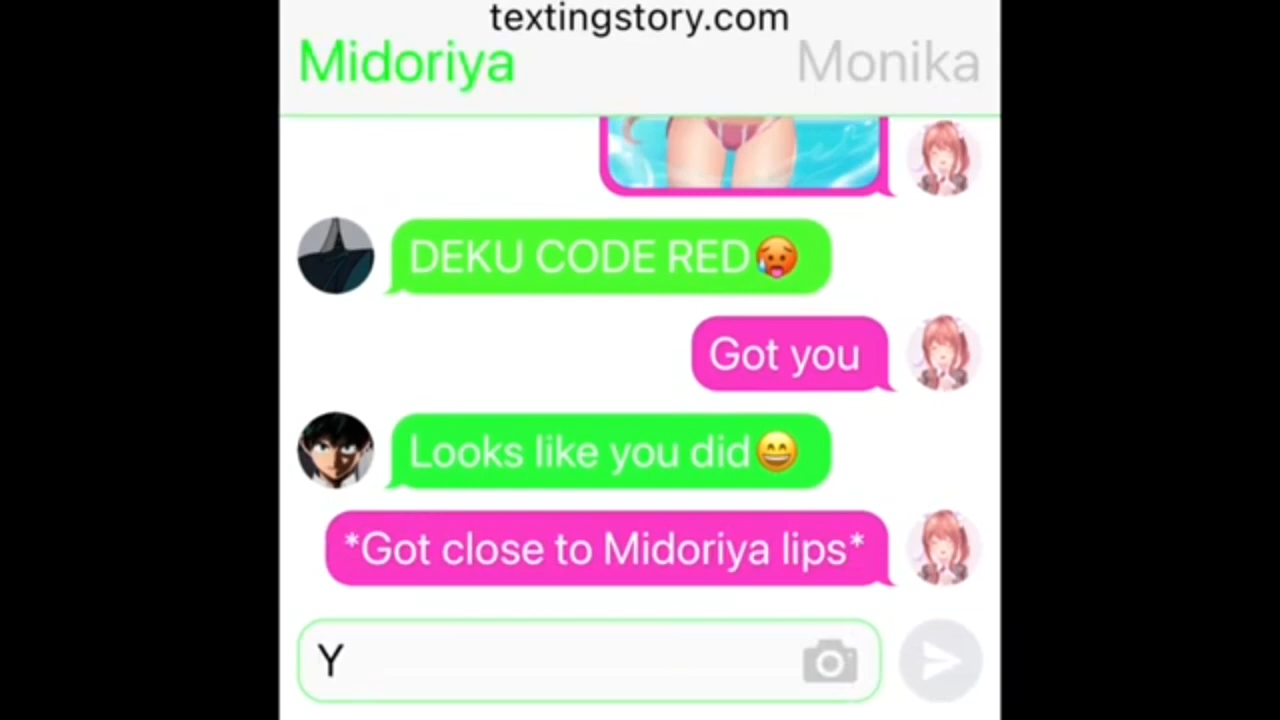 textingstory.com
Midoriya Monika
DEKU CODE RED🥵
Got you
Looks like you did😄
*Got close to Midoriya lips*
Y